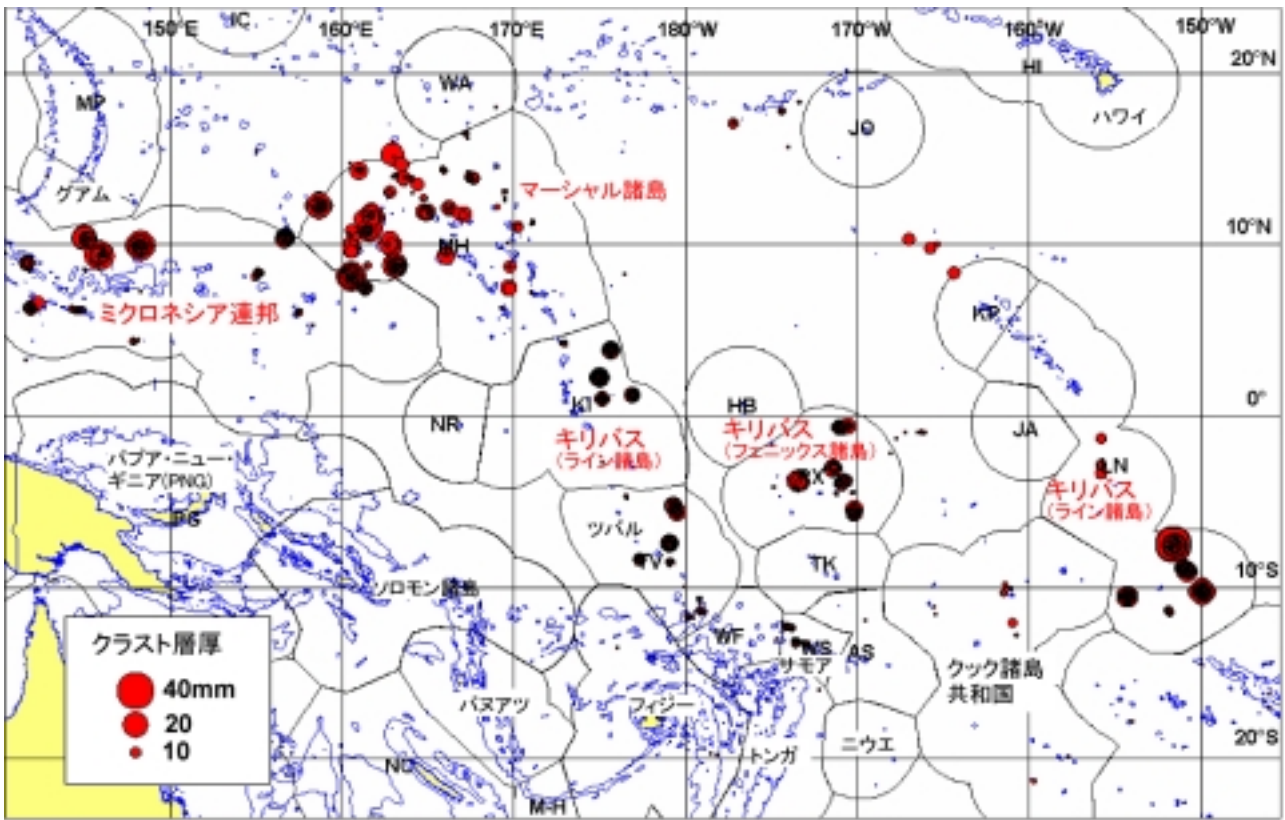 150°E
160°E
170°E
180°W
170°W
160°W
150°W
IC
20°N
HI
ハワイ
WA
MP
JO
グアム
マーシャル諸島
10°N
MH
ミクロネシア連邦
KP
0°
KI
NR
HB
JA
キリバス
(ライン諸島)
キリバス
(フェニックス諸島)
PX
LN
キリバス
(ライン諸島)
パプア・ニュー・
ギニア(PNG)
ツバル
TV
TK
10°S
ソロモン諸島
WF
WS
サモア
AS
クック諸島
共和国
バヌアツ
フィジー
トンガ
ニウエ
20°S
M-H
クラスト層厚
40mm
20
10